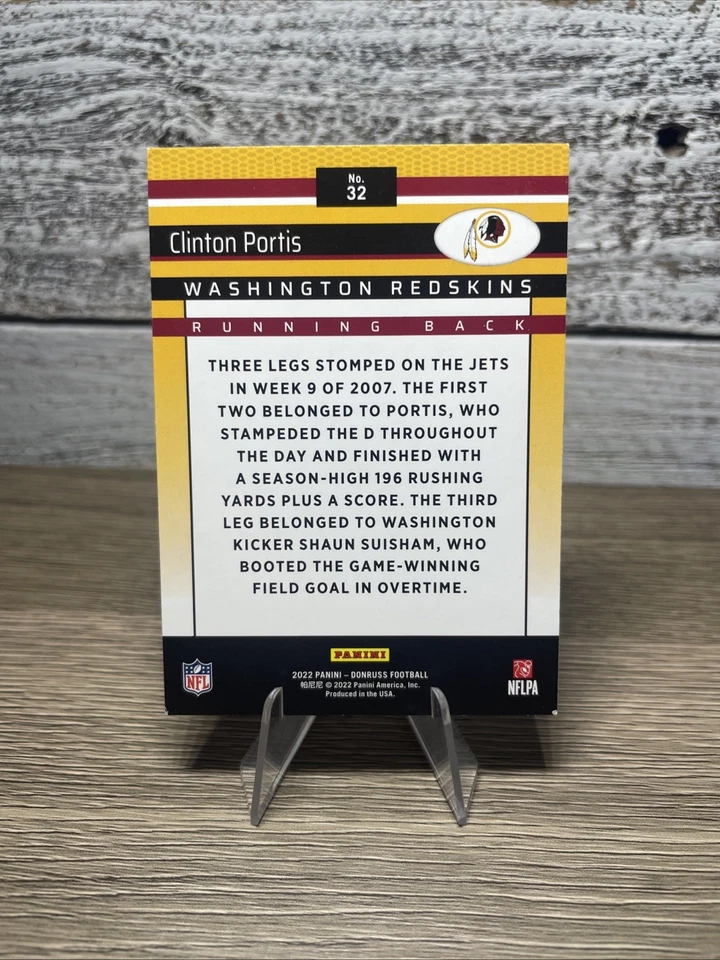 No.
32
Clinton Portis
WASHINGTON REDSKINS
RUNNING BACK
THREE LEGS STOMPED ON THE JETS
IN WEEK 9 OF 2007. THE FIRST
TWO BELONGED TO PORTIS, WHO
STAMPEDED THE D THROUGHOUT
THE DAY AND FINISHED WITH
A SEASON-HIGH 196 RUSHING
YARDS PLUS A SCORE. THE THIRD
LEG BELONGED TO WASHINGTON
KICKER SHAUN SUISHAM, WHO
BOOTED THE GAME-WINNING
FIELD GOAL IN OVERTIME.
PANINI
2022 PANINI – DONRUSS FOOTBALL
帕尼尼 © 2022 Panini America, Inc.
Produced in the USA.
NFL
NFLPA